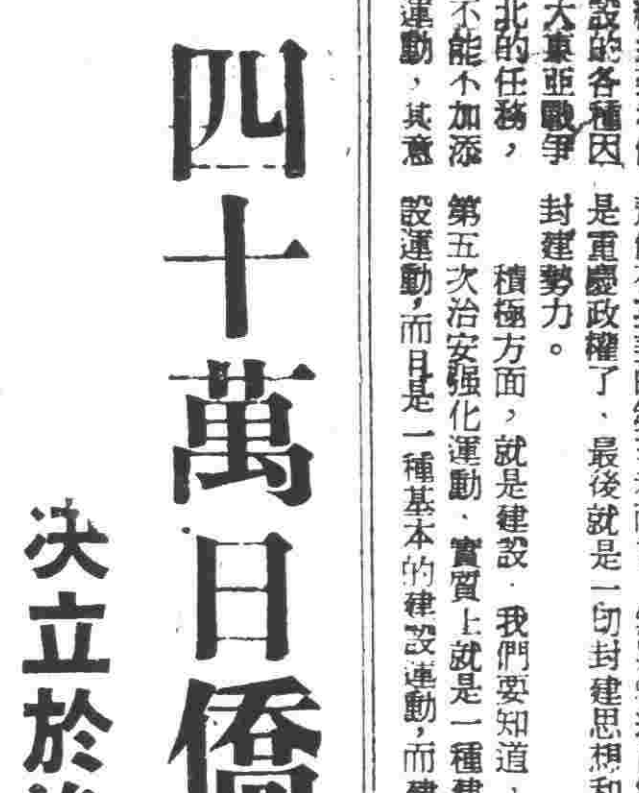 設的各種因
大東亞戰爭
北的任務，
不能不加添
運動，其意
是重慶政權了、最後就是一切封建思想和
封建勢力。
積極方面，就是建設．我們要知道，
第五次治安强化運動．實質上就是一種建
設運動，而且是一種基本的建設運動，而建
四十萬日僑
决立於